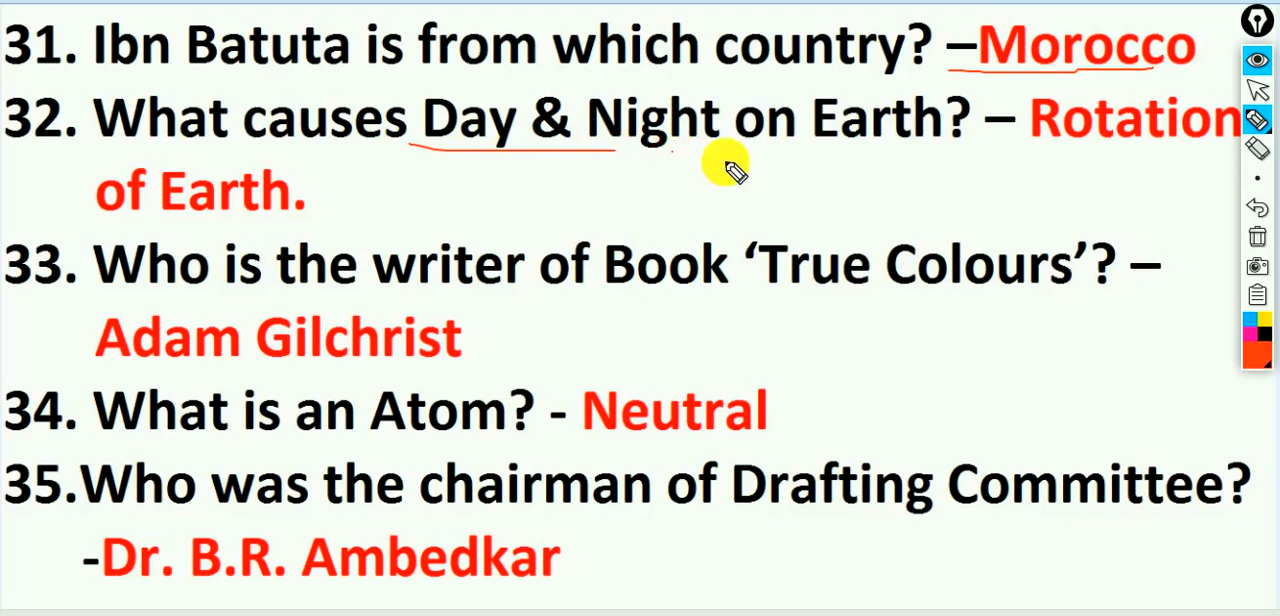 31. Ibn Batuta is from which country? –Morocco
32. What causes Day & Night on Earth? – Rotation
of Earth.
33. Who is the writer of Book ‘True Colours’? –
Adam Gilchrist
34. What is an Atom? - Neutral
35.Who was the chairman of Drafting Committee?
-Dr. B.R. Ambedkar